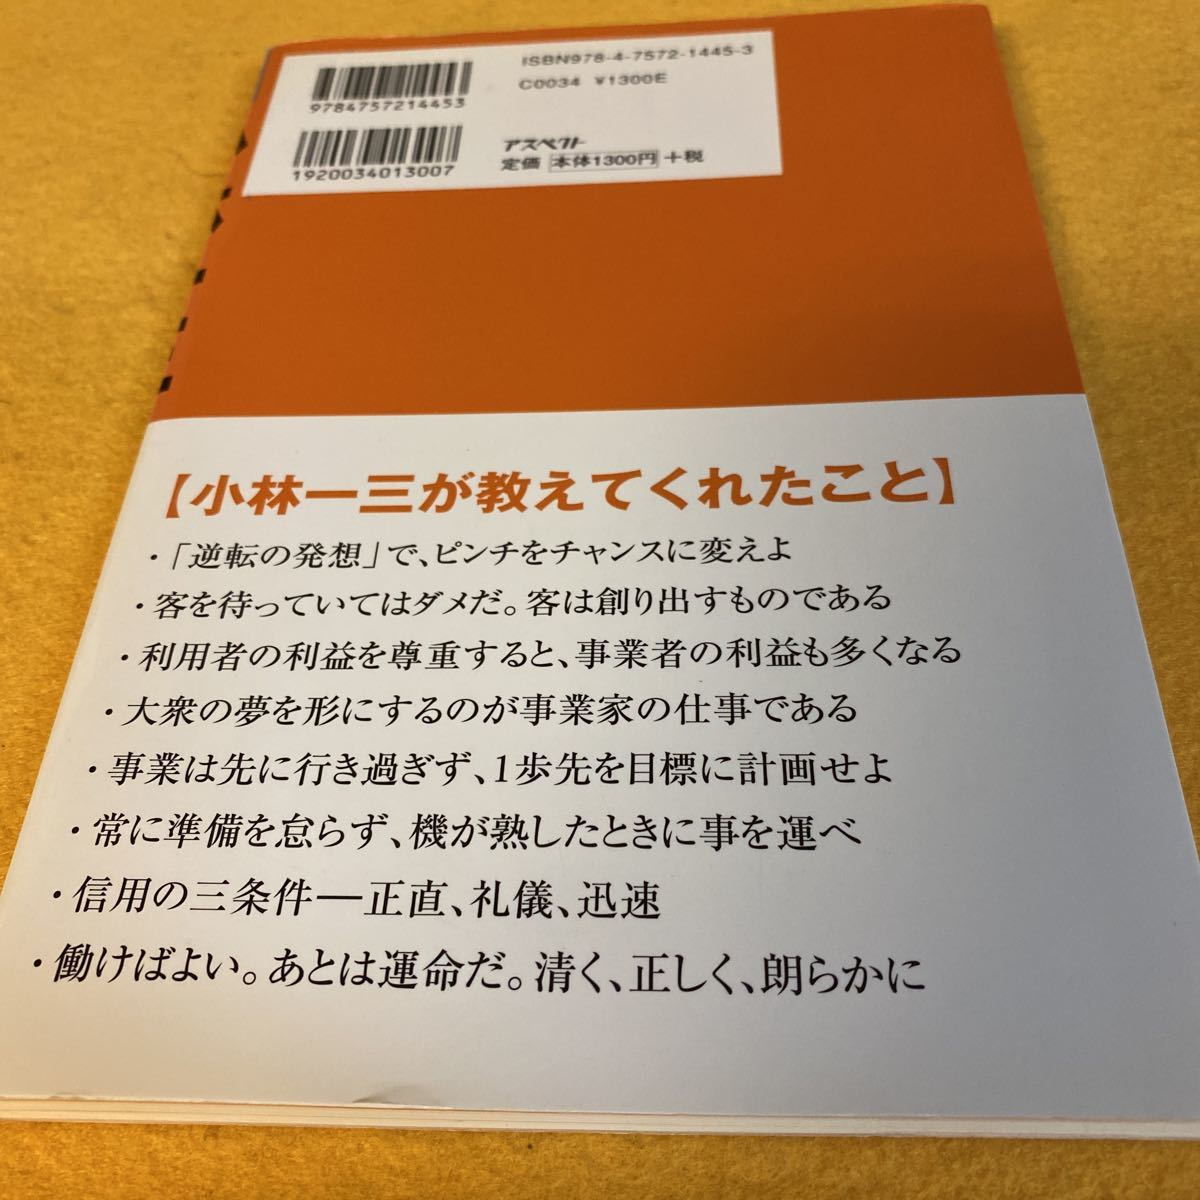 ISBN978-4-7572-1445-3
C0034 ¥1300E
9784757214453
1920034013007
アスペクト
定価 本体1300円 +税
【小林一三が教えてくれたこと】
・「逆転の発想」で、ピンチをチャンスに変えよ
・客を待っていてはダメだ。客は創り出すものである
・利用者の利益を尊重すると、事業者の利益も多くなる
・大衆の夢を形にするのが事業家の仕事である
・事業は先に行き過ぎず、1歩先を目標に計画せよ
・常に準備を怠らず、機が熟したときに事を運べ
・信用の三条件―正直、礼儀、迅速
・働けばよい。あとは運命だ。清く、正しく、朗らかに